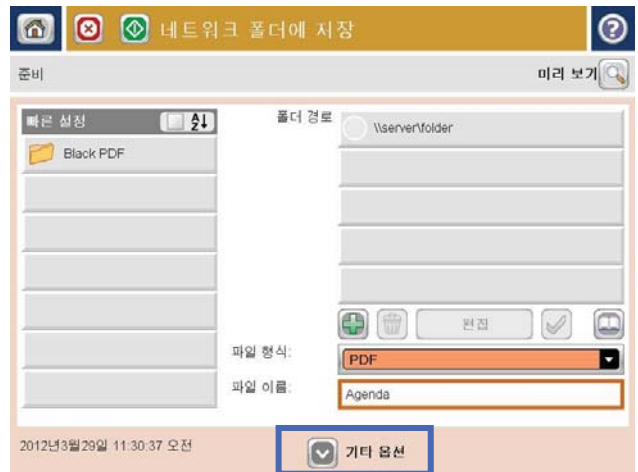 네트워크 폴더에 저장
준비
미리 보기
빠른 설정
폴더 경로
\\server\folder
Black PDF
편집
파일 형식:
PDF
파일 이름:
Agenda
2012년3월29일 11:30:37 오전
기타 옵션